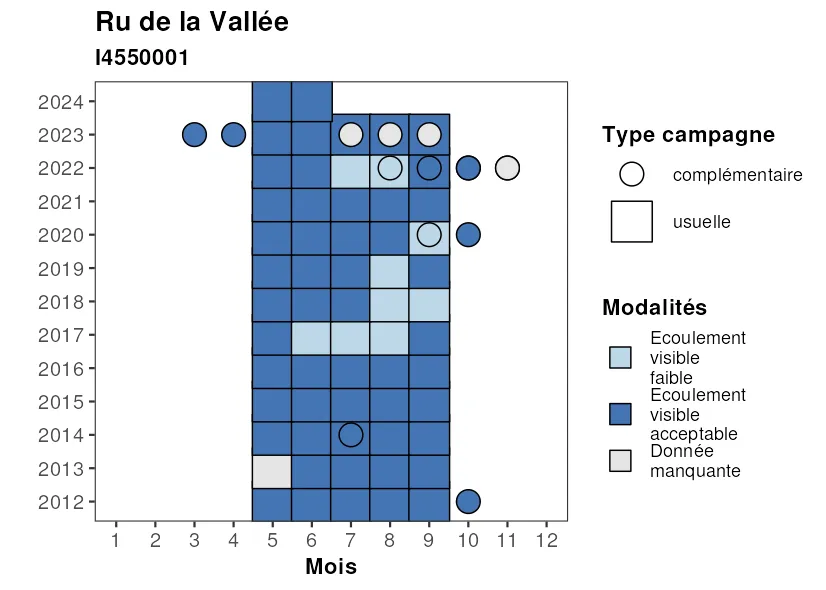 Ru de la Vallée
I4550001
2024
2023
2022
2021
2020
2019
2018
2017
2016
2015
2014
2013
2012
1 2 3 4 5 6 7 8 9 10 11 12
Mois
Type campagne
complémentaire
usuelle
Modalités
Ecoulement
visible
faible
Ecoulement
visible
acceptable
Donnée
manquante